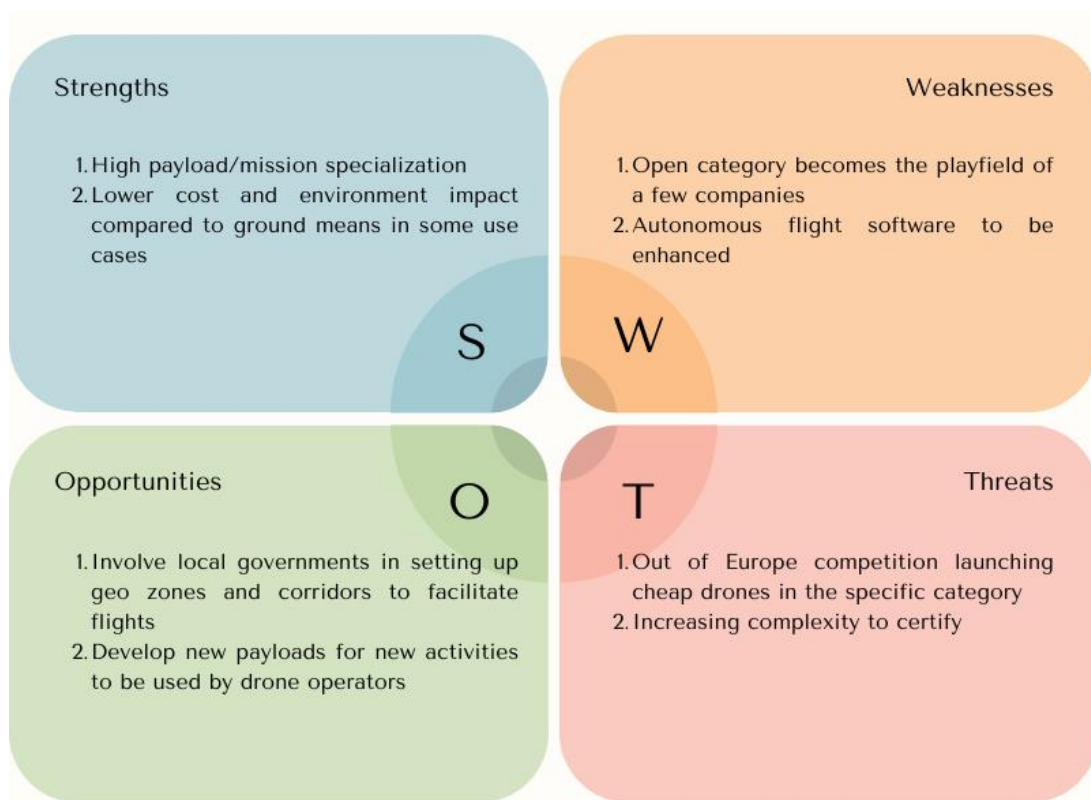 Strengths
1. High payload/mission specialization
2. Lower cost and environment impact
compared to ground means in some use
cases
S
Weaknesses
1. Open category becomes the playfield of
a few companies
2. Autonomous flight software to be
enhanced
W
Opportunities
O
1. Involve local governments in setting up
geo zones and corridors to facilitate
flights
2. Develop new payloads for new activities
to be used by drone operators
Threats
T
1. Out of Europe competition launching
cheap drones in the specific category
2. Increasing complexity to certify